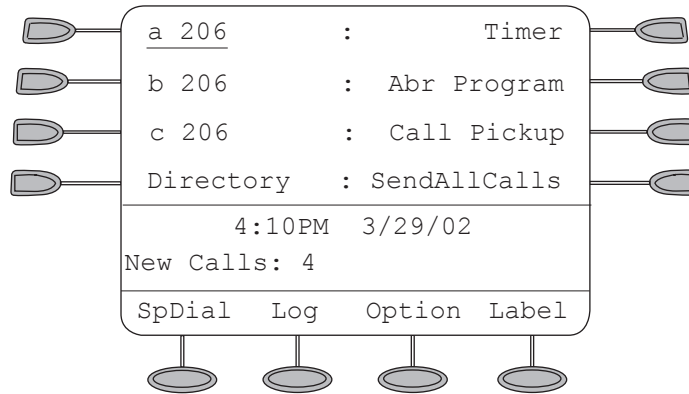 a 206 : Timer
b 206 : Abr Program
c 206 : Call Pickup
Directory : SendAllCalls
4:10PM 3/29/02
New Calls: 4
SpDial Log Option Label